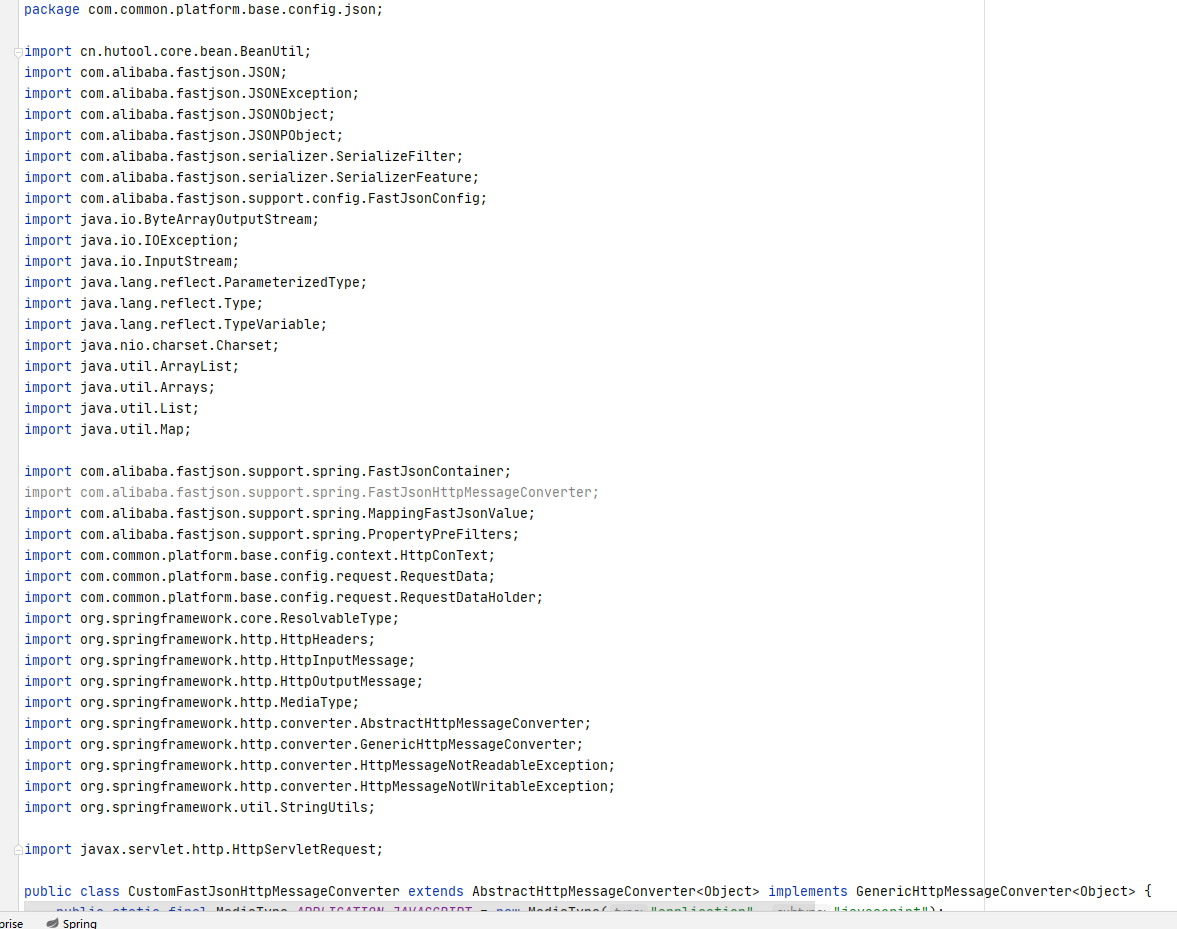 package com.common.platform.base.config.json;
import cn.hutool.core.bean.BeanUtil;
import com.alibaba.fastjson.JSON;
import com.alibaba.fastjson.JSONException;
import com.alibaba.fastjson.JSONObject;
import com.alibaba.fastjson.JSONPObject;
import com.alibaba.fastjson.serializer.SerializeFilter;
import com.alibaba.fastjson.serializer.SerializerFeature;
import com.alibaba.fastjson.support.config.FastJsonConfig;
import java.io.ByteArrayOutputStream;
import java.io.IOException;
import java.io.InputStream;
import java.lang.reflect.ParameterizedType;
import java.lang.reflect.Type;
import java.lang.reflect.TypeVariable;
import java.nio.charset.Charset;
import java.util.ArrayList;
import java.util.Arrays;
import java.util.List;
import java.util.Map;
import com.alibaba.fastjson.support.spring.FastJsonContainer;
import com.alibaba.fastjson.support.spring.FastJsonHttpMessageConverter;
import com.alibaba.fastjson.support.spring.MappingFastJsonValue;
import com.alibaba.fastjson.support.spring.PropertyPreFilters;
import com.common.platform.base.config.context.HttpConText;
import com.common.platform.base.config.request.RequestData;
import com.common.platform.base.config.request.RequestDataHolder;
import org.springframework.core.ResolvableType;
import org.springframework.http.HttpHeaders;
import org.springframework.http.HttpInputMessage;
import org.springframework.http.HttpOutputMessage;
import org.springframework.http.MediaType;
import org.springframework.http.converter.AbstractHttpMessageConverter;
import org.springframework.http.converter.GenericHttpMessageConverter;
import org.springframework.http.converter.HttpMessageNotReadableException;
import org.springframework.http.converter.HttpMessageNotWritableException;
import org.springframework.util.StringUtils;
import javax.servlet.http.HttpServletRequest;
public class CustomFastJsonHttpMessageConverter extends AbstractHttpMessageConverter<Object> implements GenericHttpMessageConverter<Object> {
public static final MediaType APPLICATION_JAVASCRIPT = new MediaType( "application", "javascript");
prise Spring